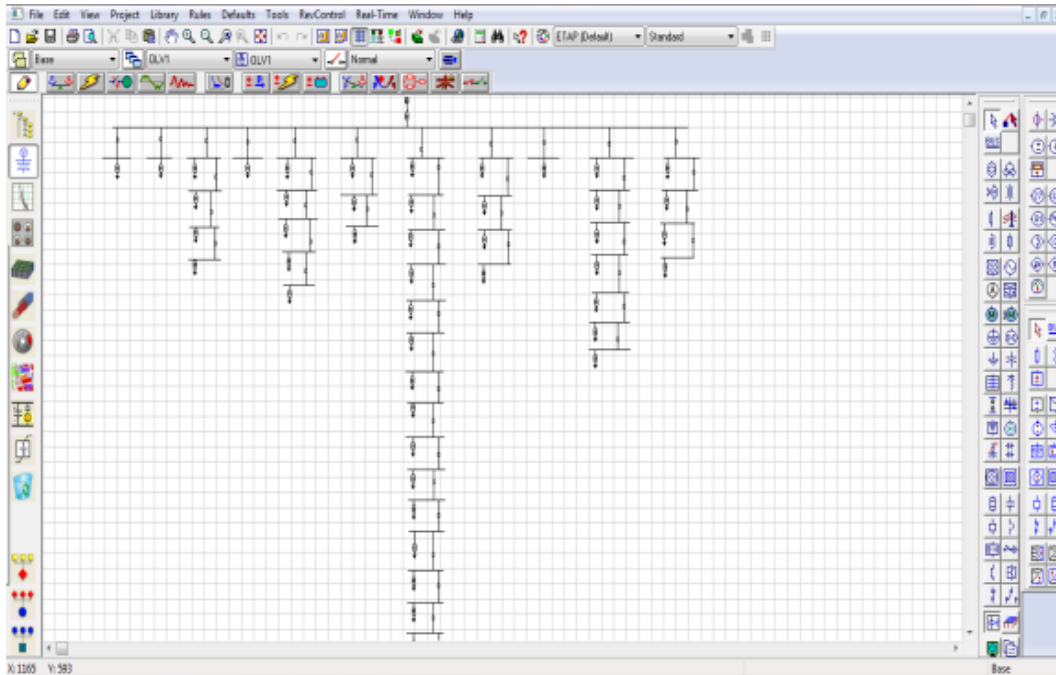 File Edit View Project Library Rules Defaults Tools RevControl Real-Time Window Help
ETAP (Default) Standard
Base OLV1 OLV1 Normal
X: 1165 Y: 593 Base